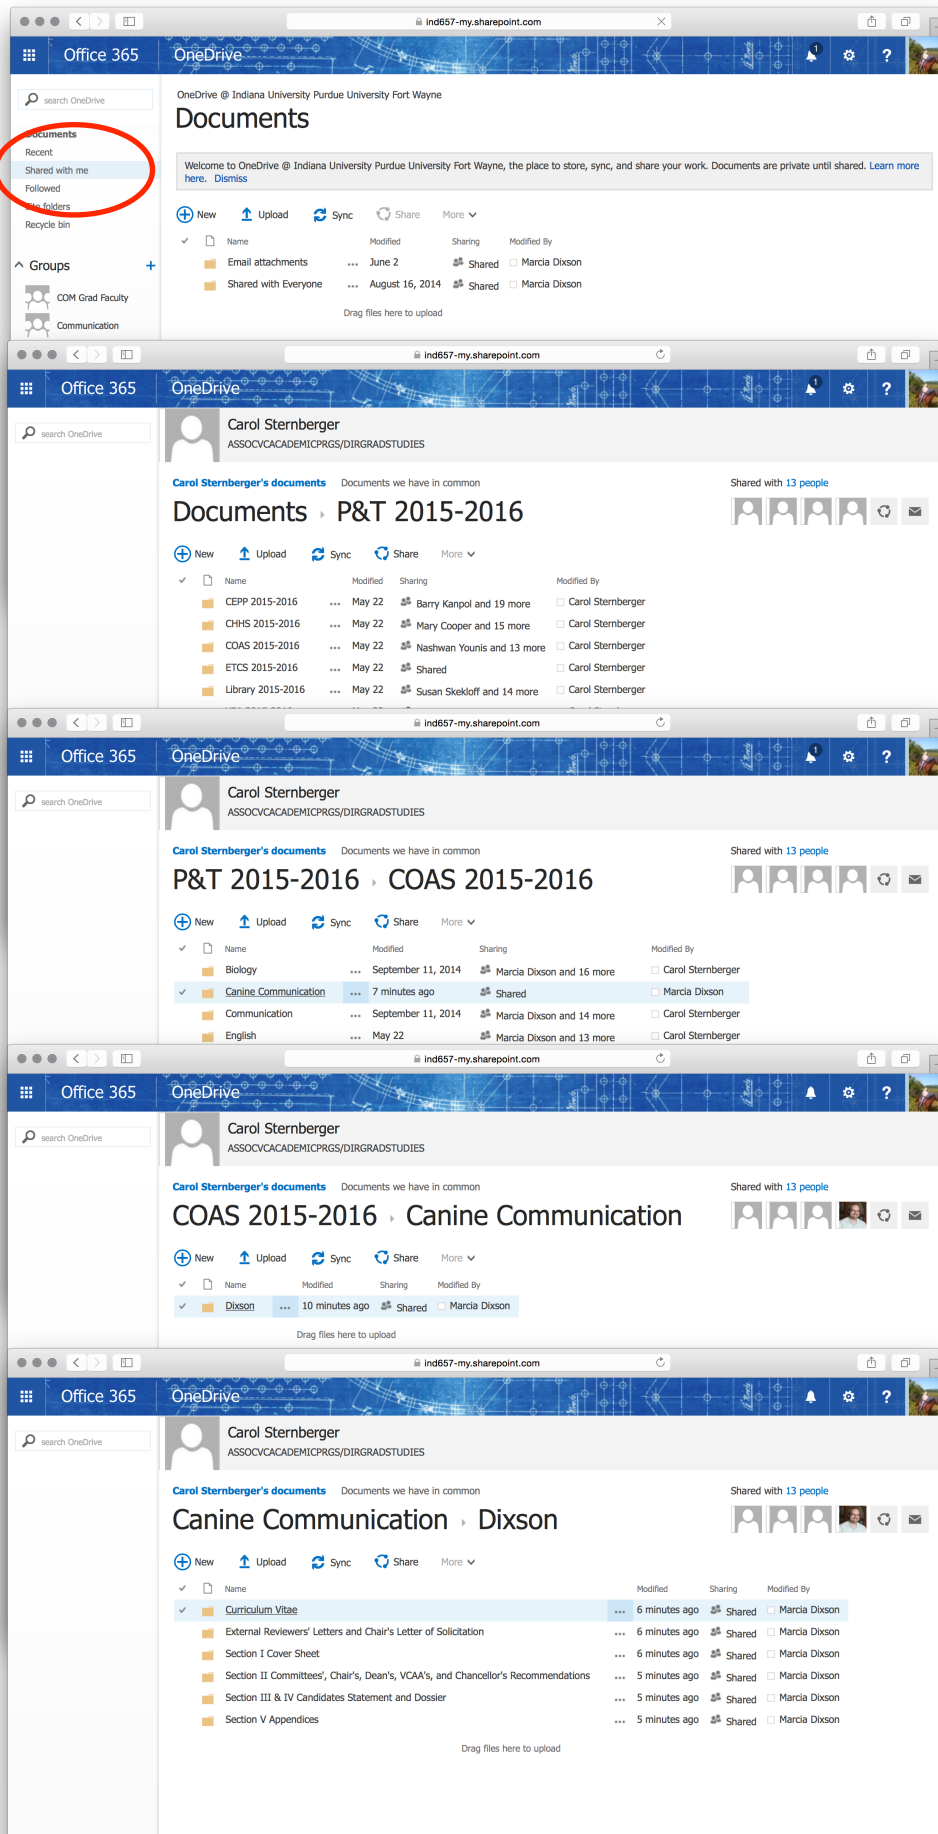 ind657-my.sharepoint.com
Office 365 OneDrive 1 ?
search OneDrive
Documents
Recent
Shared with me
Followed
Site folders
Recycle bin
Groups +
COM Grad Faculty
Communication
OneDrive @ Indiana University Purdue University Fort Wayne
Documents
Welcome to OneDrive @ Indiana University Purdue University Fort Wayne, the place to store, sync, and share your work. Documents are private until shared. Learn more
here. Dismiss
New Upload Sync Share More
Name Modified Sharing Modified By
Email attachments ... June 2 Shared Marcia Dixson
Shared with Everyone ... August 16, 2014 Shared Marcia Dixson
Drag files here to upload
ind657-my.sharepoint.com
Office 365 OneDrive 1 ?
search OneDrive
Carol Sternberger
ASSOCVCACADEMICPRGS/DIRGRADSTUDIES
Carol Sternberger's documents Documents we have in common Shared with 13 people
Documents P&T 2015-2016
New Upload Sync Share More
Name Modified Sharing Modified By
CEPP 2015-2016 ... May 22 Barry Kanpol and 19 more Carol Sternberger
CHHS 2015-2016 ... May 22 Mary Cooper and 15 more Carol Sternberger
COAS 2015-2016 ... May 22 Nashwan Younis and 13 more Carol Sternberger
ETCS 2015-2016 ... May 22 Shared Carol Sternberger
Library 2015-2016 ... May 22 Susan Skekloff and 14 more Carol Sternberger
ind657-my.sharepoint.com
Office 365 OneDrive 1 ?
search OneDrive
Carol Sternberger
ASSOCVCACADEMICPRGS/DIRGRADSTUDIES
Carol Sternberger's documents Documents we have in common Shared with 13 people
P&T 2015-2016 COAS 2015-2016
New Upload Sync Share More
Name Modified Sharing Modified By
Biology ... September 11, 2014 Marcia Dixson and 16 more Carol Sternberger
Canine Communication ... 7 minutes ago Shared Marcia Dixson
Communication ... September 11, 2014 Marcia Dixson and 14 more Carol Sternberger
English ... May 22 Marcia Dixson and 13 more Carol Sternberger
ind657-my.sharepoint.com
Office 365 OneDrive ?
search OneDrive
Carol Sternberger
ASSOCVCACADEMICPRGS/DIRGRADSTUDIES
Carol Sternberger's documents Documents we have in common Shared with 13 people
COAS 2015-2016 Canine Communication
New Upload Sync Share More
Name Modified Sharing Modified By
Dixson ... 10 minutes ago Shared Marcia Dixson
Drag files here to upload
ind657-my.sharepoint.com
Office 365 OneDrive ?
search OneDrive
Carol Sternberger
ASSOCVCACADEMICPRGS/DIRGRADSTUDIES
Carol Sternberger's documents Documents we have in common Shared with 13 people
Canine Communication Dixson
New Upload Sync Share More
Name Modified Sharing Modified By
Curriculum Vitae ... 6 minutes ago Shared Marcia Dixson
External Reviewers' Letters and Chair's Letter of Solicitation ... 6 minutes ago Shared Marcia Dixson
Section I Cover Sheet ... 6 minutes ago Shared Marcia Dixson
Section II Committees', Chair's, Dean's, VCAA's, and Chancellor's Recommendations ... 5 minutes ago Shared Marcia Dixson
Section III & IV Candidates Statement and Dossier ... 5 minutes ago Shared Marcia Dixson
Section V Appendices ... 5 minutes ago Shared Marcia Dixson
Drag files here to upload